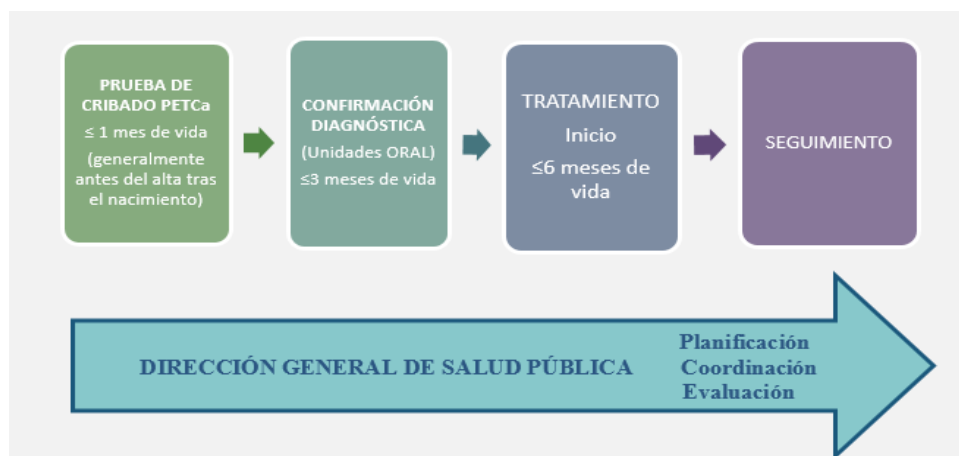 PRUEBA DE
CRIBADO PETCa
≤ 1 mes de vida
(generalmente
antes del alta tras
el nacimiento)
CONFIRMACIÓN
DIAGNÓSTICA
(Unidades ORAL)
≤3 meses de vida
TRATAMIENTO
Inicio
≤6 meses de
vida
SEGUIMIENTO
DIRECCIÓN GENERAL DE SALUD PÚBLICA
Planificación
Coordinación
Evaluación